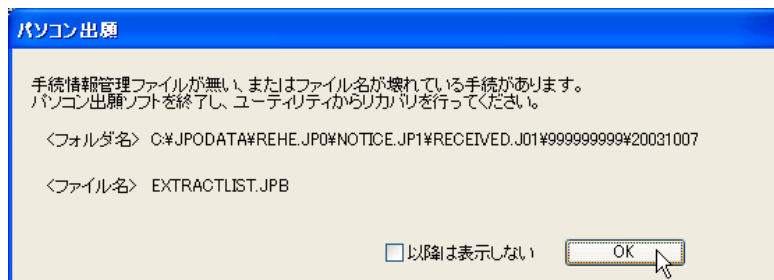 パソコン出願
手続情報管理ファイルが無い、またはファイル名が壊れている手続があります。
パソコン出願ソフトを終了し、ユーティリティからリカバリを行ってください。
<フォルダ名> C:¥JPODATA¥REHE.JP0¥NOTICE.JP1¥RECEIVED.J01¥999999999¥20031007
<ファイル名> EXTRACTLIST.JPB
以降は表示しない OK